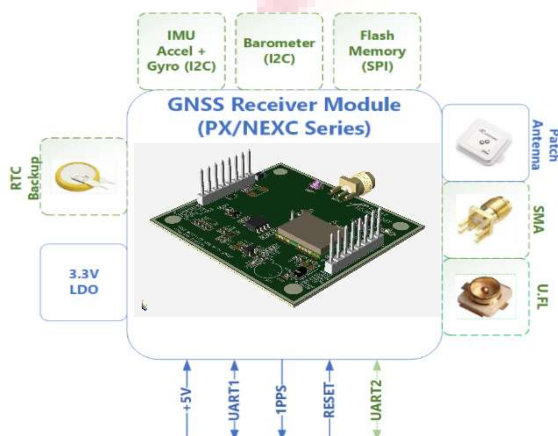 IMU
Accel +
Gyro (I2C)
Barometer
(I2C)
Flash
Memory
(SPI)
GNSS Receiver Module
(PX/NEXC Series)
RTC
Backup
3.3V
LDO
Patch
Antenna
SMA
U.FL
+5V
UART1
1PPS
RESET
UART2